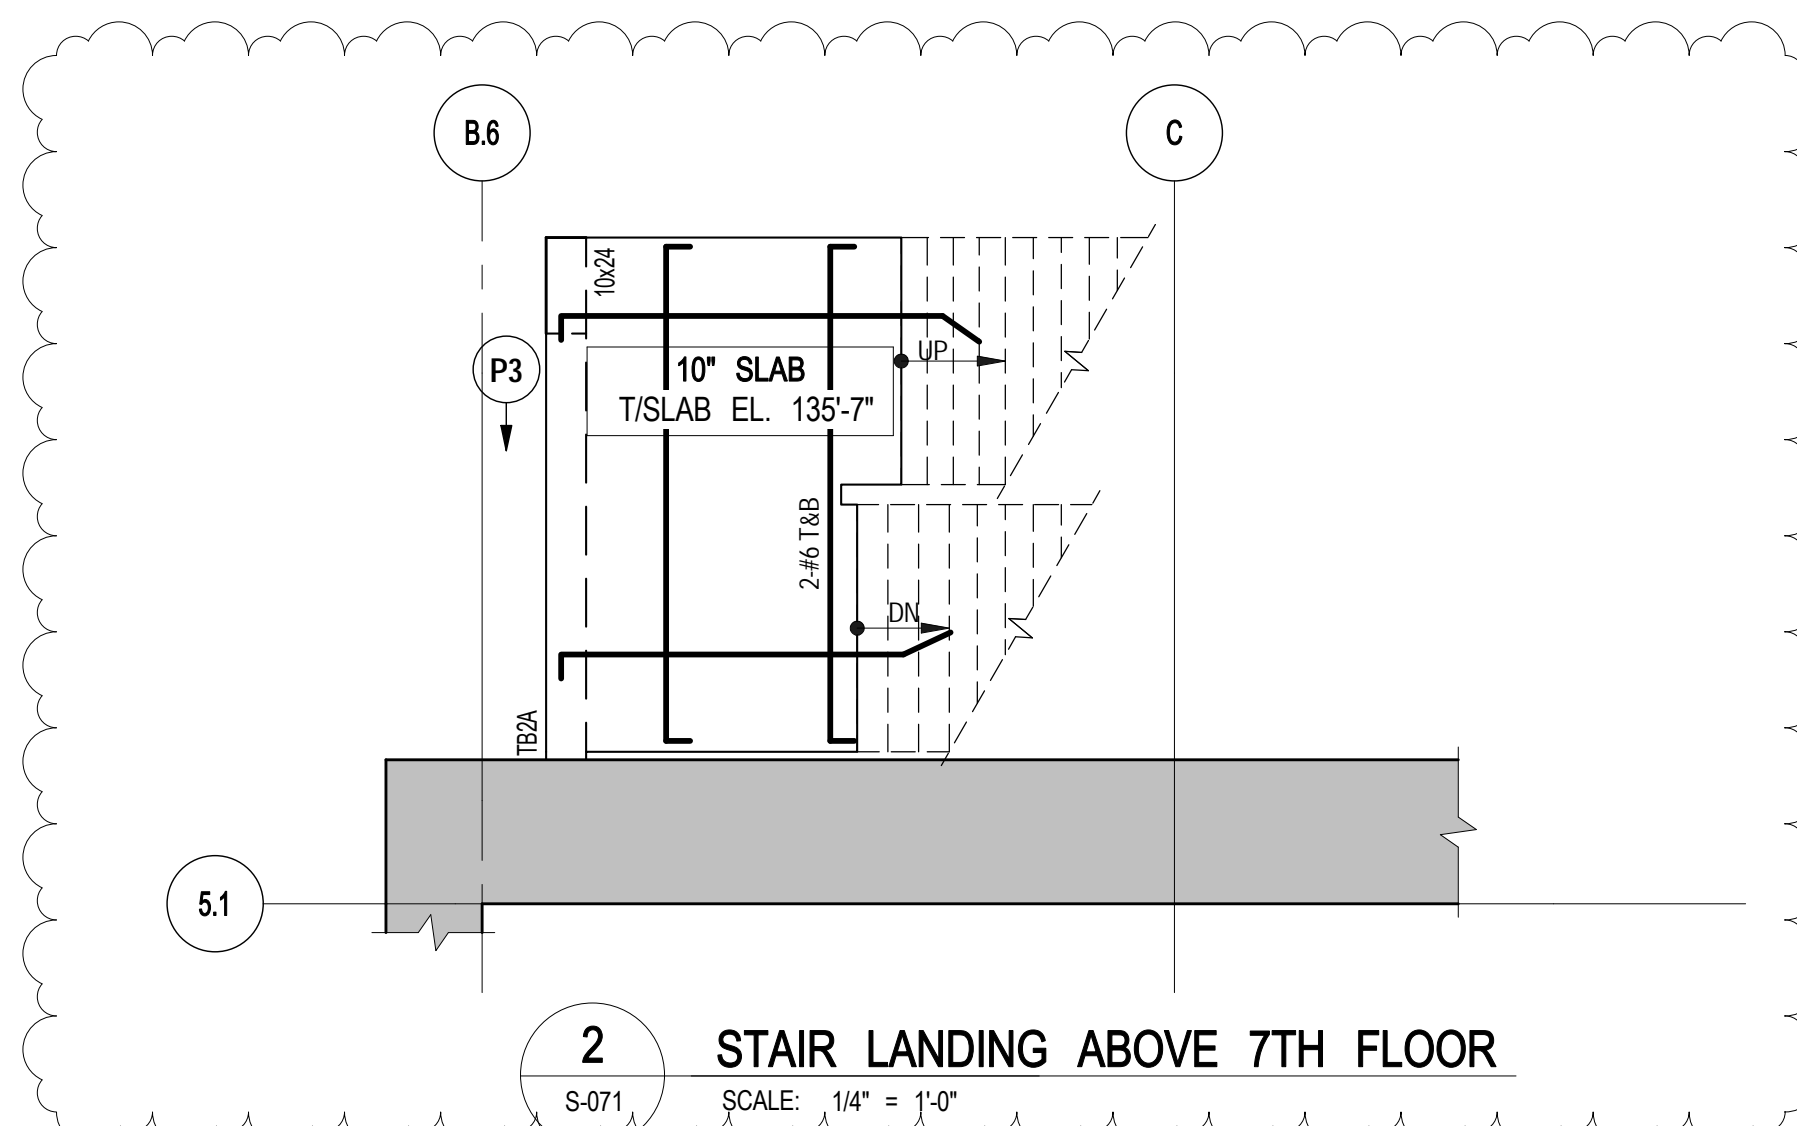 B.6
C
10x24
P3
UP
10" SLAB
T/SLAB EL. 135'-7"
2-#6 T&B
DN
TB2A
5.1
2
S-071
STAIR LANDING ABOVE 7TH FLOOR
SCALE: 1/4" = 1'-0"